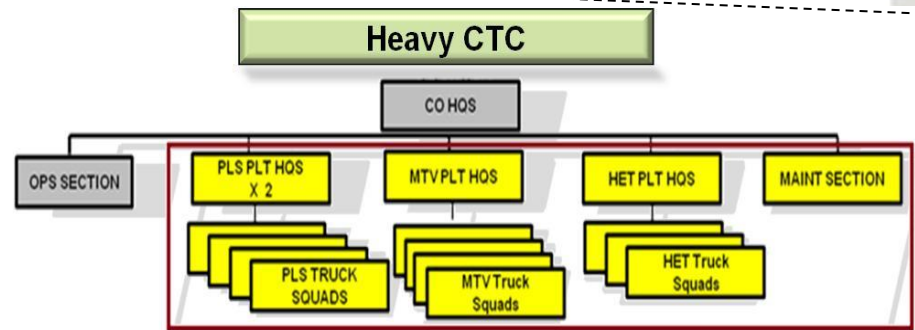 Heavy CTC
CO HQS
OPS SECTION
PLS PLT HQS
X 2
MTV PLT HQS
HET PLT HQS
MAINT SECTION
PLS TRUCK
SQUADS
MTV Truck
Squads
HET Truck
Squads